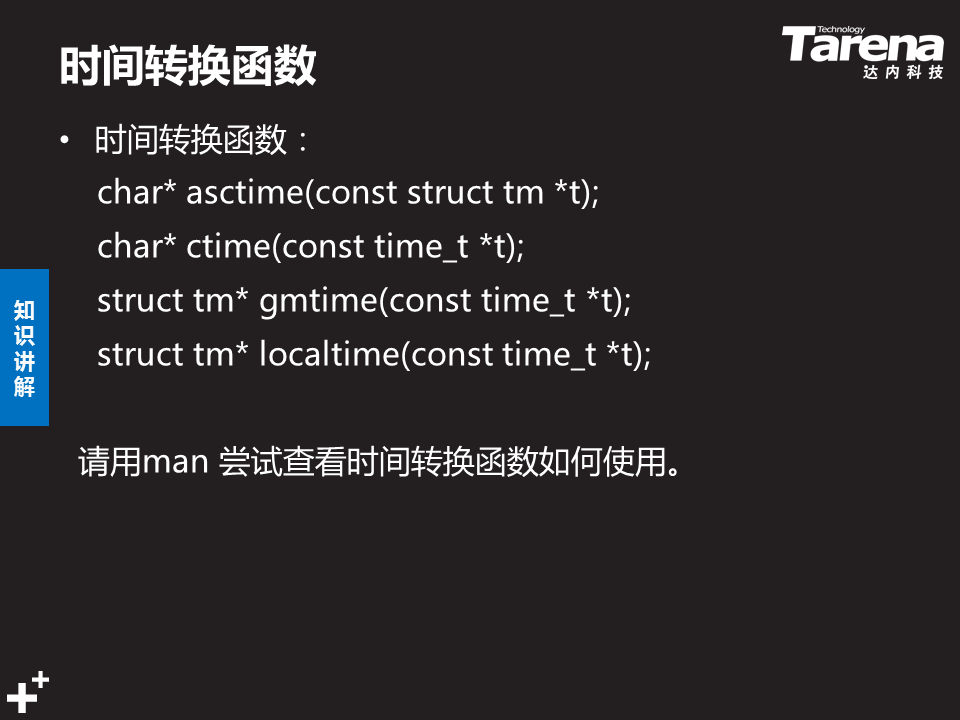 时间转换函数
Technology
Tarena
达内科技
• 时间转换函数：
char* asctime(const struct tm *t);
char* ctime(const time_t *t);
struct tm* gmtime(const time_t *t);
struct tm* localtime(const time_t *t);
知
识
讲
解
请用man 尝试查看时间转换函数如何使用。